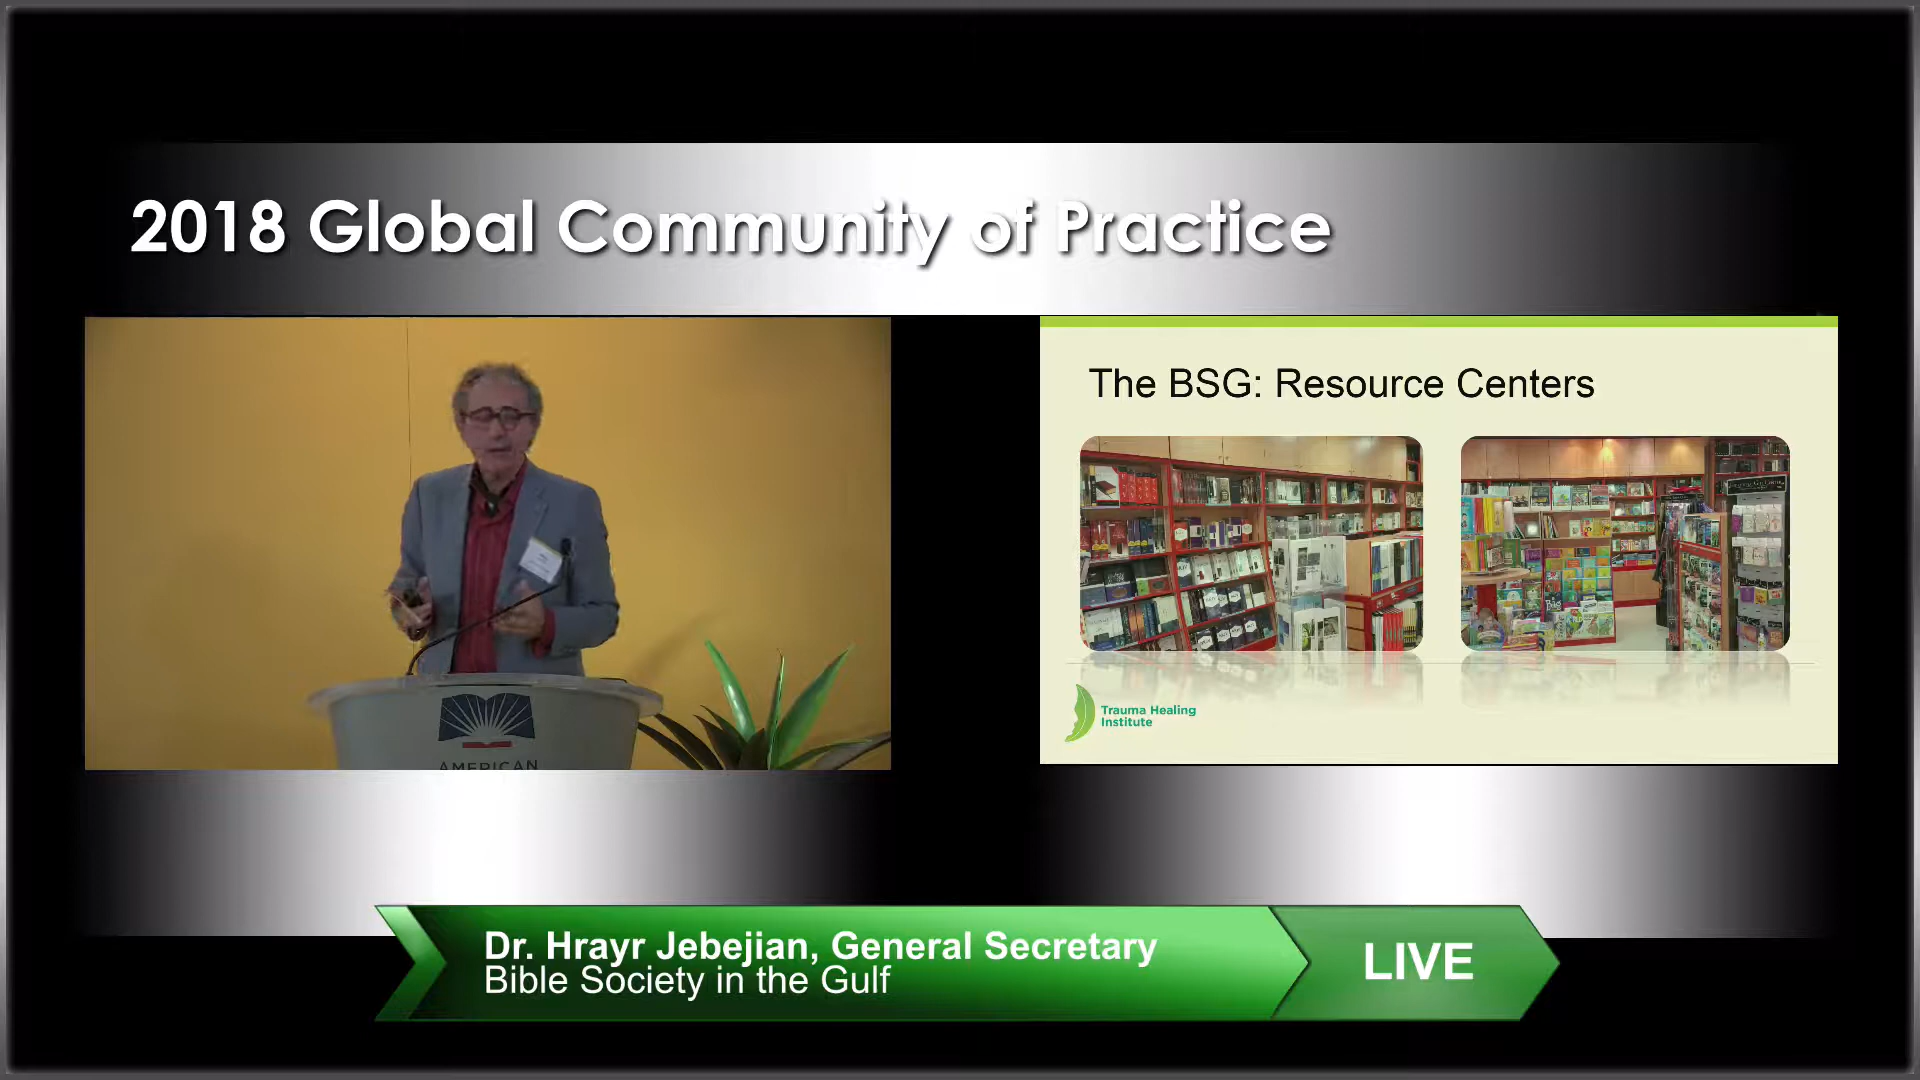 2018 Global Community of Practice
The BSG: Resource Centers
Trauma Healing
Institute
AMERICAN
Dr. Hrayr Jebejian, General Secretary
Bible Society in the Gulf
LIVE